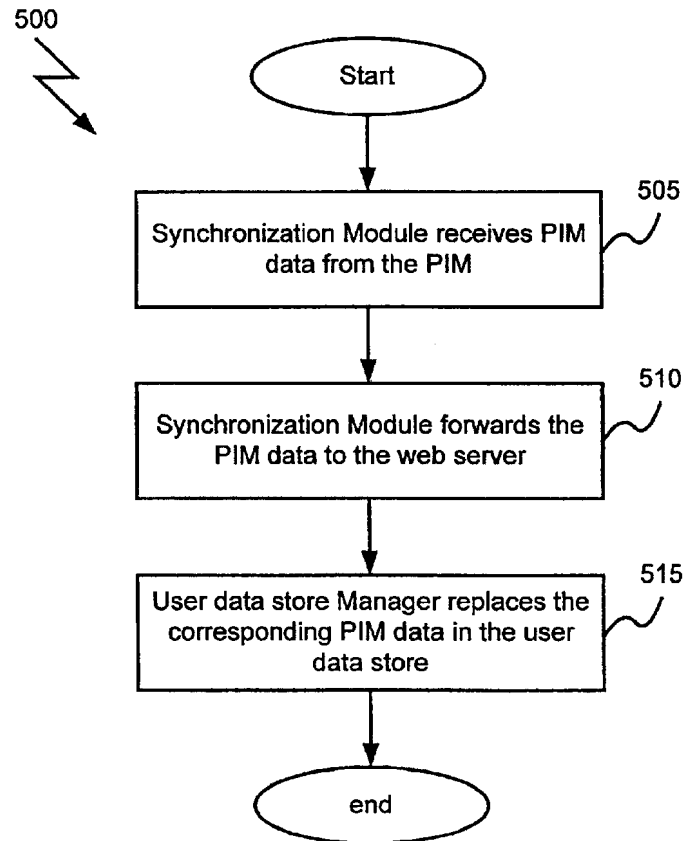 500
Start
505
Synchronization Module receives PIM
data from the PIM
510
Synchronization Module forwards the
PIM data to the web server
515
User data store Manager replaces the
corresponding PIM data in the user
data store
end